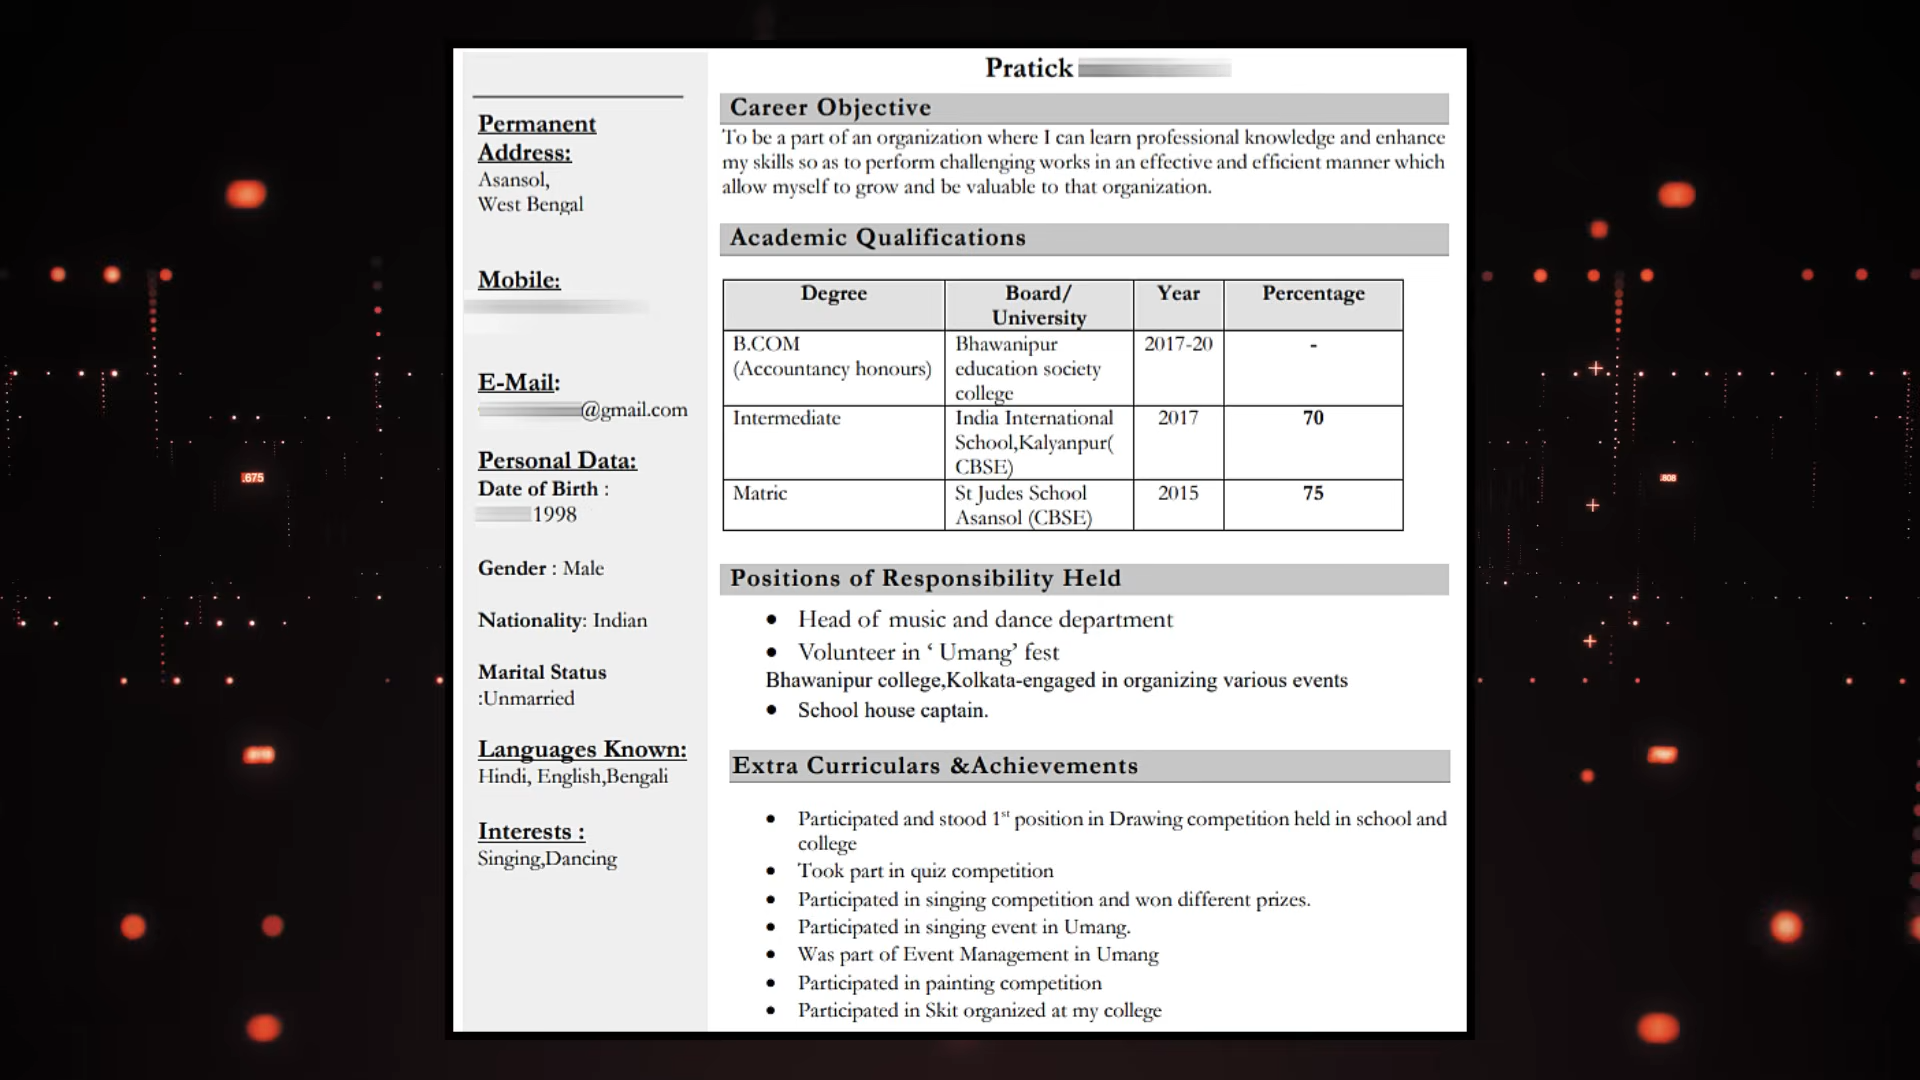 Pratick
Permanent
Address:
Asansol,
West Bengal
Mobile:
E-Mail:
@gmail.com
Personal Data:
Date of Birth :
1998
Gender : Male
Nationality: Indian
Marital Status
:Unmarried
Languages Known:
Hindi, English,Bengali
Interests :
Singing,Dancing
Career Objective
To be a part of an organization where I can learn professional knowledge and enhance
my skills so as to perform challenging works in an effective and efficient manner which
allow myself to grow and be valuable to that organization.
Academic Qualifications
Degree Board/ Year Percentage
University
B.COM Bhawanipur 2017-20 -
(Accountancy honours) education society
college
Intermediate India International 2017 70
School,Kalyanpur(
CBSE)
Matric St Judes School 2015 75
Asansol (CBSE)
Positions of Responsibility Held
• Head of music and dance department
• Volunteer in ‘ Umang’ fest
Bhawanipur college,Kolkata-engaged in organizing various events
• School house captain.
Extra Curriculars &Achievements
• Participated and stood 1st position in Drawing competition held in school and
college
• Took part in quiz competition
• Participated in singing competition and won different prizes.
• Participated in singing event in Umang.
• Was part of Event Management in Umang
• Participated in painting competition
• Participated in Skit organized at my college
.675
.808